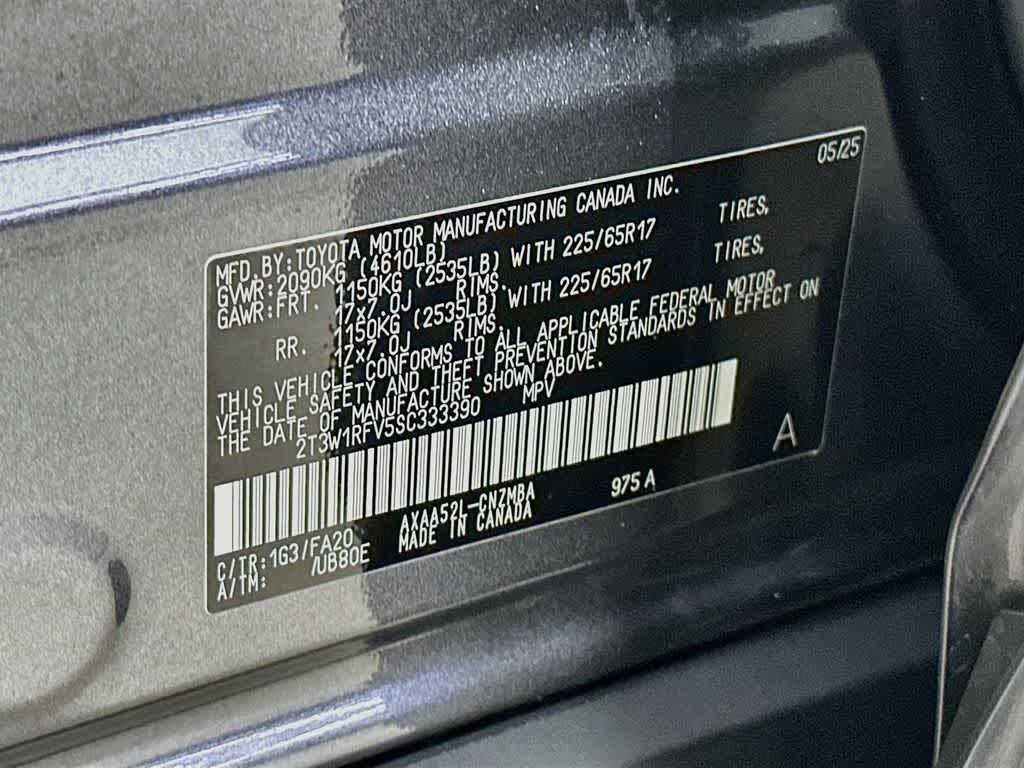 05/25
MFD.BY:TOYOTA MOTOR MANUFACTURING CANADA INC.
GVWR:2090KG (4610LB)
GAWR:FRT. 1150KG (2535LB) WITH 225/65R17 TIRES,
17x7.0J RIMS.
RR. 1150KG (2535LB) WITH 225/65R17 TIRES,
17x7.0J RIMS.
THIS VEHICLE CONFORMS TO ALL APPLICABLE FEDERAL MOTOR
VEHICLE SAFETY AND THEFT PREVENTION STANDARDS IN EFFECT ON
THE DATE OF MANUFACTURE SHOWN ABOVE.
2T3W1RFV5SC333390 MPV
A
C/TR:1G3/FA20 AXAA52L-CNZMBA 975 A
A/TM: /UB80E MADE IN CANADA